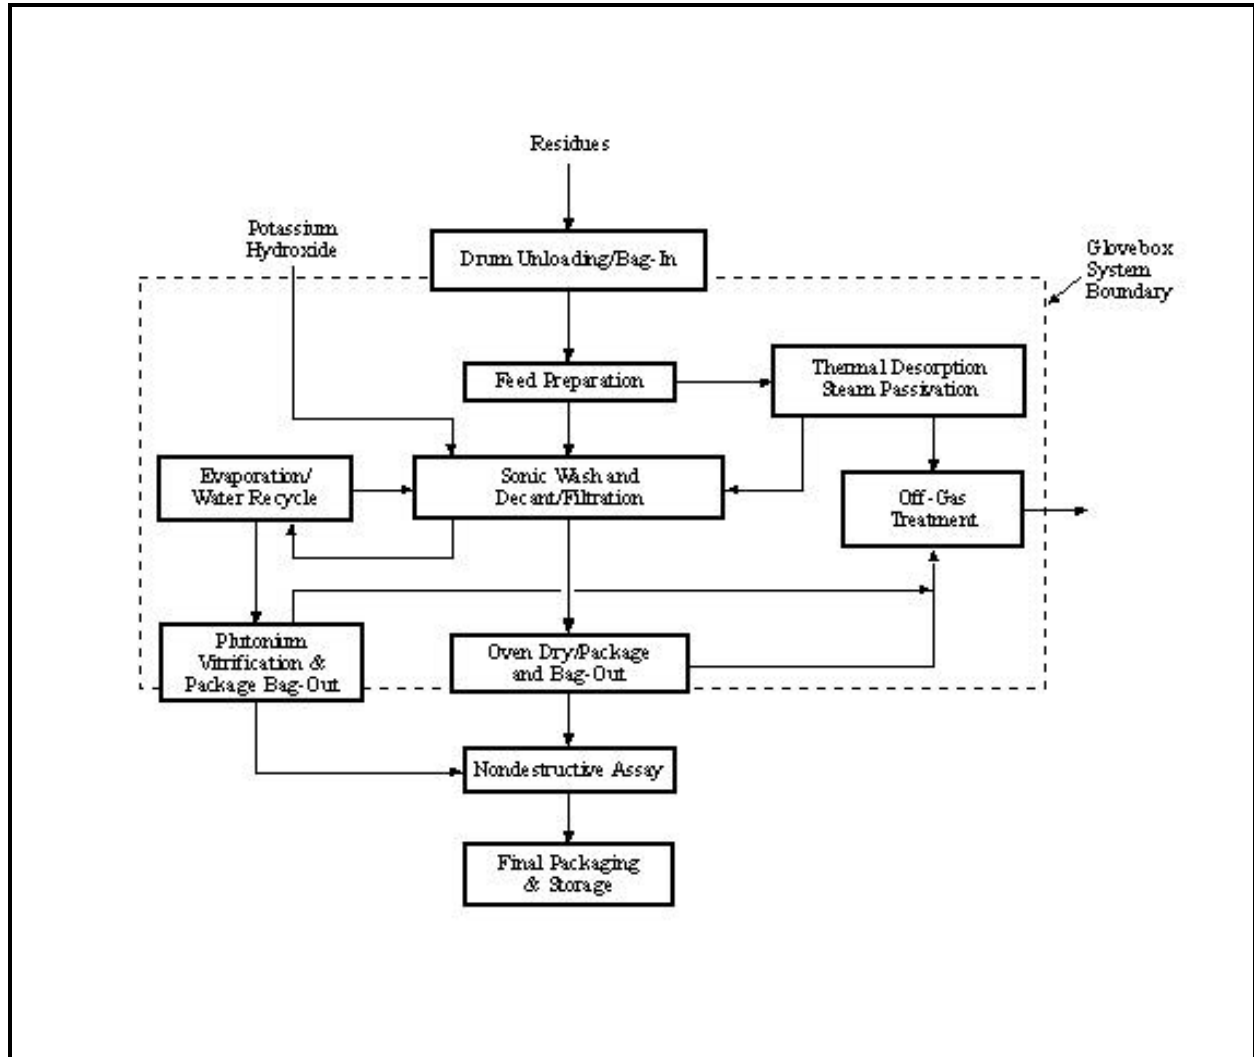 Residues
Potassium
Hydroxide
Drum Unloading/Bag-In
Glovebox
System
Boundary
Feed Preparation
Thermal Desorption
Steam Passivation
Evaporation/
Water Recycle
Sonic Wash and
Decant/Filtration
Off-Gas
Treatment
Plutonium
Vitrification &
Package Bag-Out
Oven Dry/Package
and Bag-Out
Nondestructive Assay
Final Packaging
& Storage